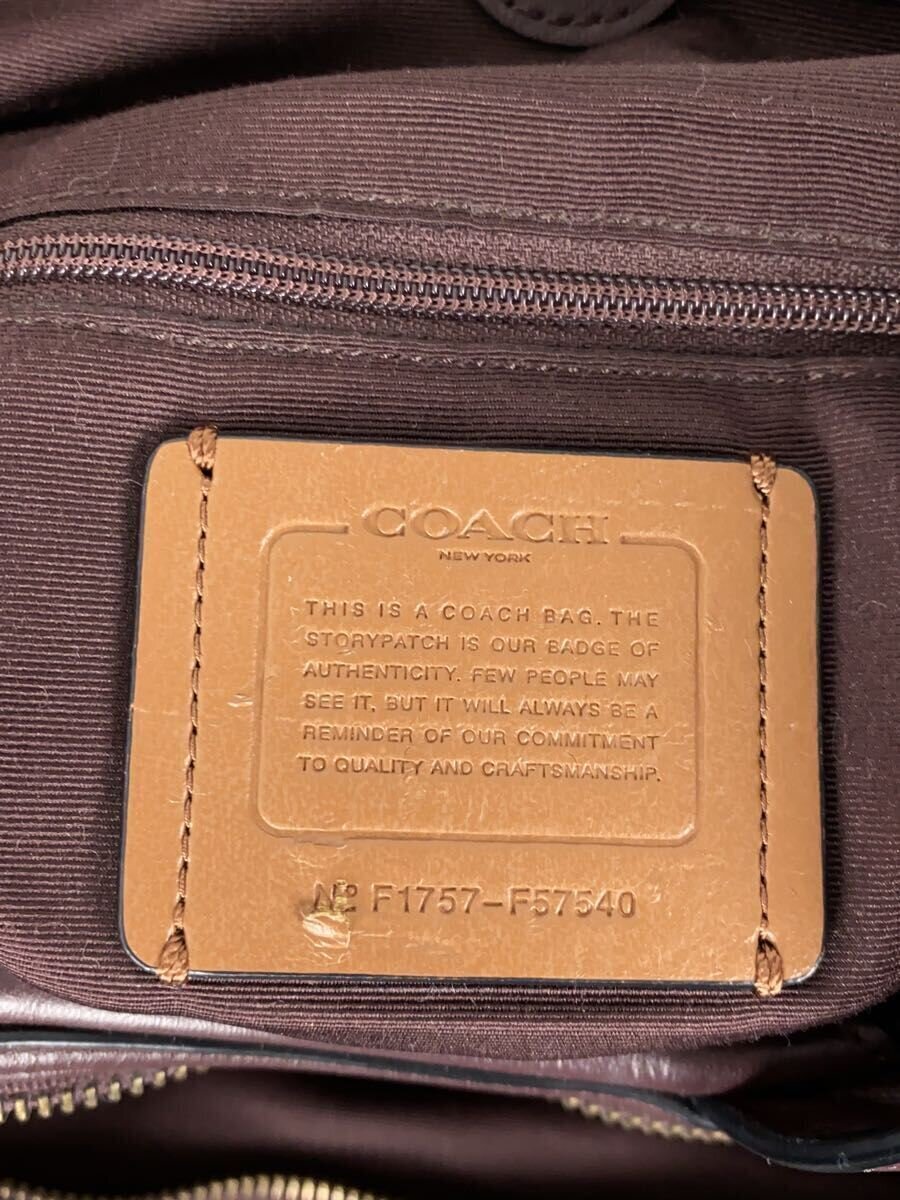 COACH
NEW YORK
THIS IS A COACH BAG. THE
STORYPATCH IS OUR BADGE OF
AUTHENTICITY. FEW PEOPLE MAY
SEE IT, BUT IT WILL ALWAYS BE A
REMINDER OF OUR COMMITMENT
TO QUALITY AND CRAFTSMANSHIP.
Nº F1757-F57540